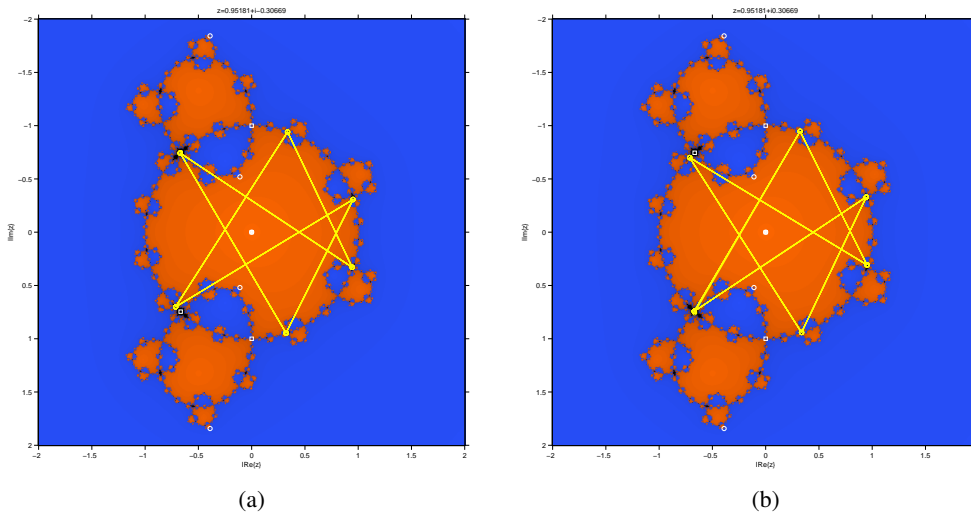 z=0.95181+i−0.30669
−2
−1.5
−1
−0.5
0
0.5
1
1.5
2
−2 −1.5 −1 −0.5 0 0.5 1 1.5 2
IRe(z)
IIm(z)
(a)
z=0.95181+i0.30669
−2
−1.5
−1
−0.5
0
0.5
1
1.5
2
−2 −1.5 −1 −0.5 0 0.5 1 1.5
IRe(z)
IIm(z)
(b)